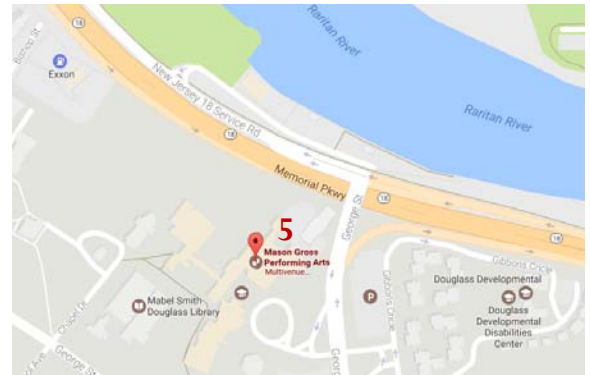 Bishop St
18
Exxon
Raritan River
Raritan River
New Jersey 18 Service Rd
18
18
Memorial Pkwy
18
18
George St
5
Mason Gross
Performing Arts
Multivenue...
Gibbons Circle
Gibbons Circle
P
Douglass Developmental
Douglass
Developmental
Disabilities
Center
Mabel Smith
Douglass Library
Chapel Dr
George St